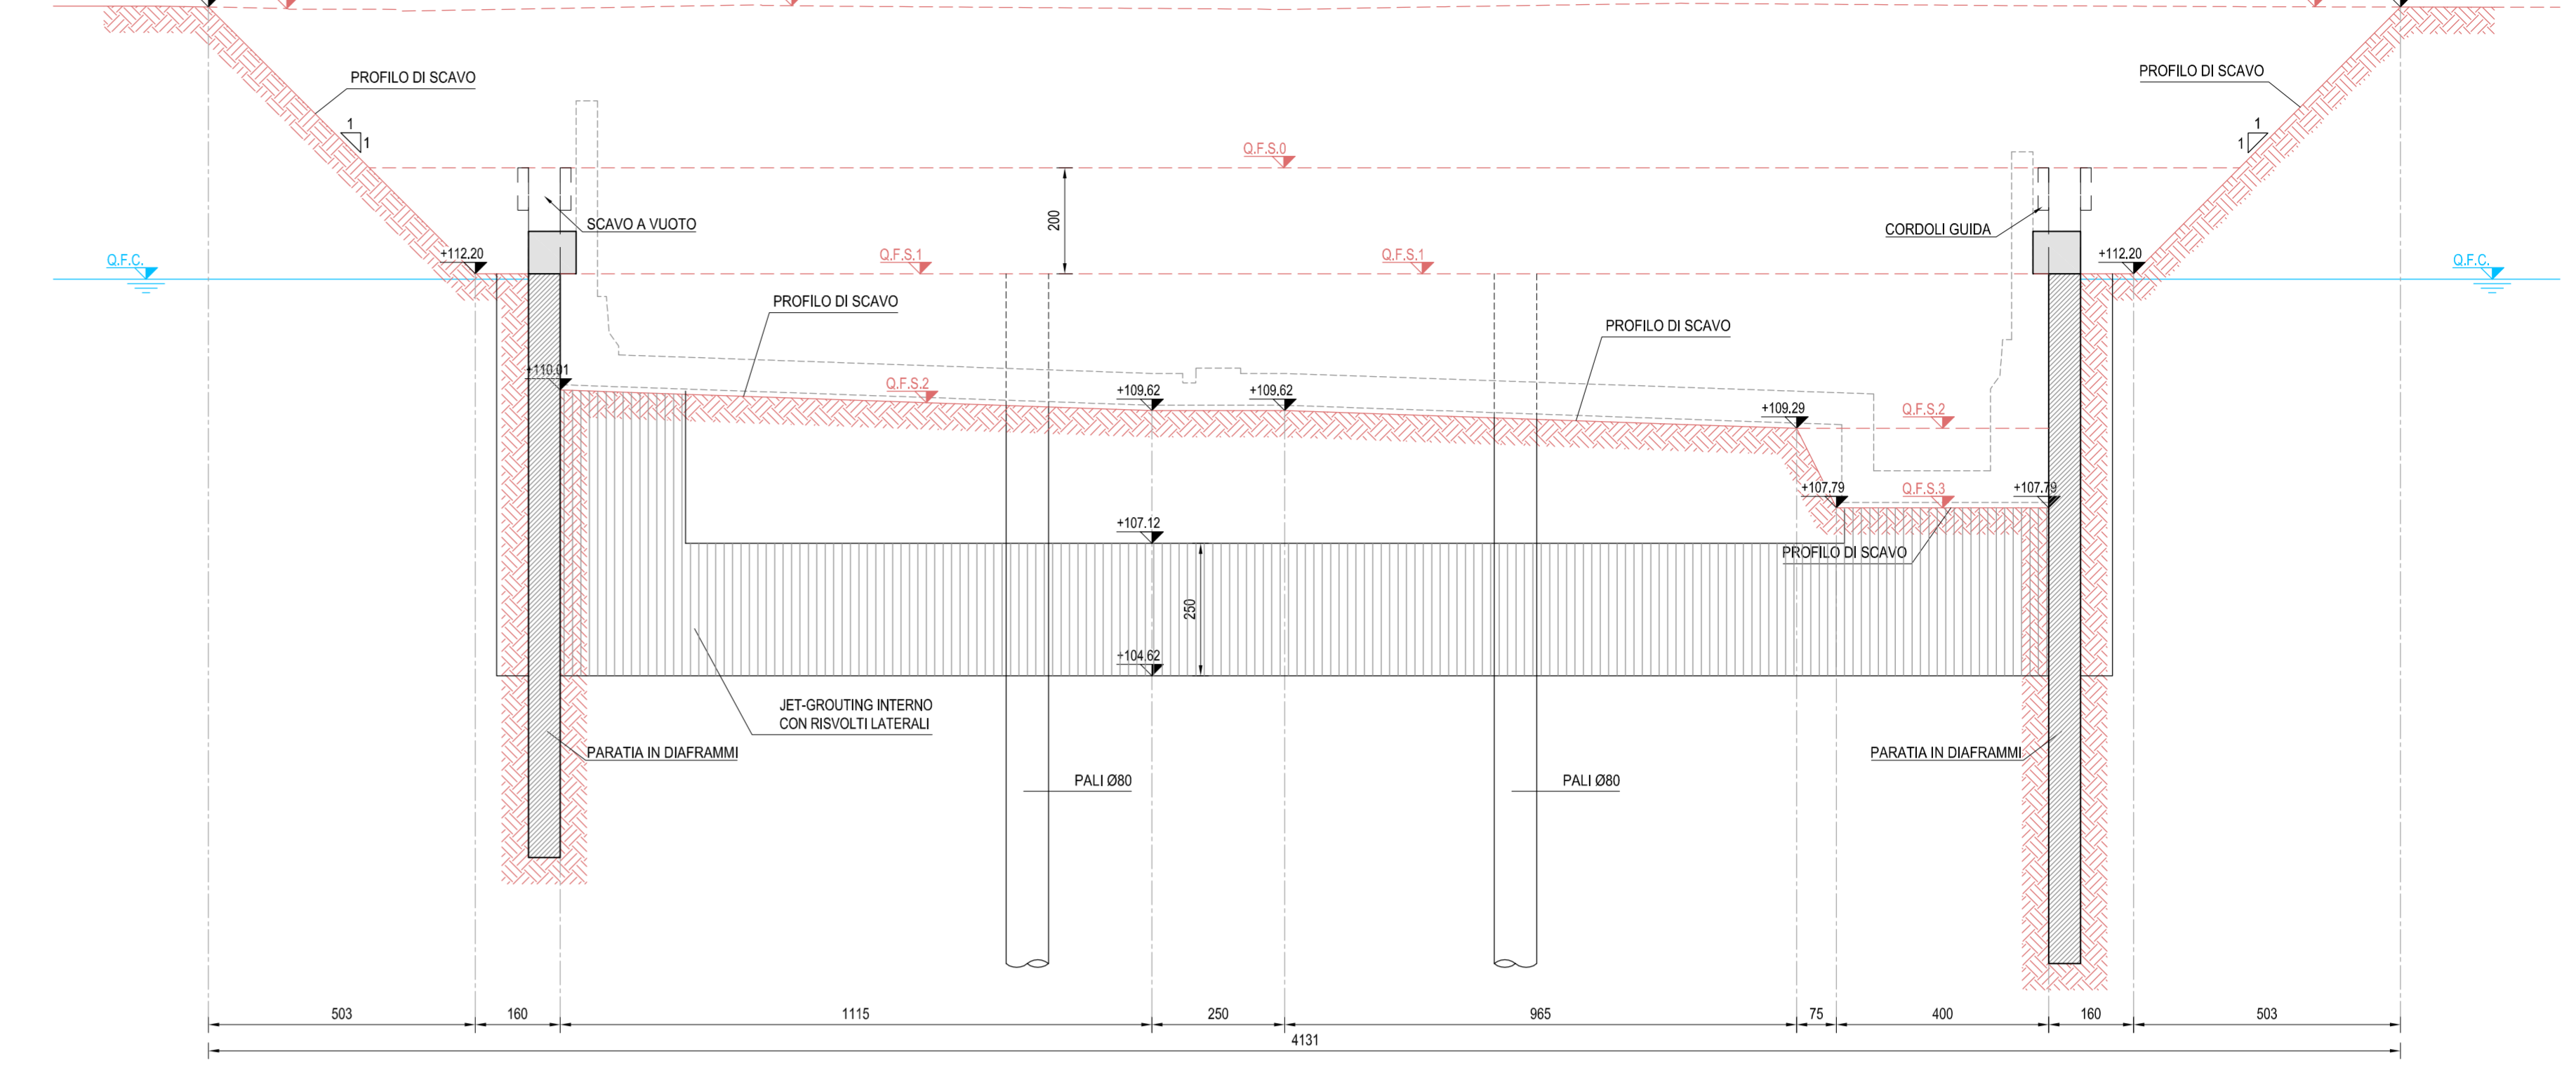 PROFILO DI SCAVO
PROFILO DI SCAVO
1
1
1
1
Q.F.S.0
SCAVO A VUOTO
200
CORDOLI GUIDA
Q.F.C.
+112.20
Q.F.S.1
Q.F.S.1
+112.20
Q.F.C.
PROFILO DI SCAVO
PROFILO DI SCAVO
+110.01
Q.F.S.2
+109.62
+109.62
+109.29
Q.F.S.2
+107.79
Q.F.S.3
+107.79
+107.12
PROFILO DI SCAVO
250
+104.62
JET-GROUTING INTERNO
CON RISVOLTI LATERALI
PARATIA IN DIAFRAMMI
PARATIA IN DIAFRAMMI
PALI Ø80
PALI Ø80
503 160 1115 250 965 75 400 160 503
4131